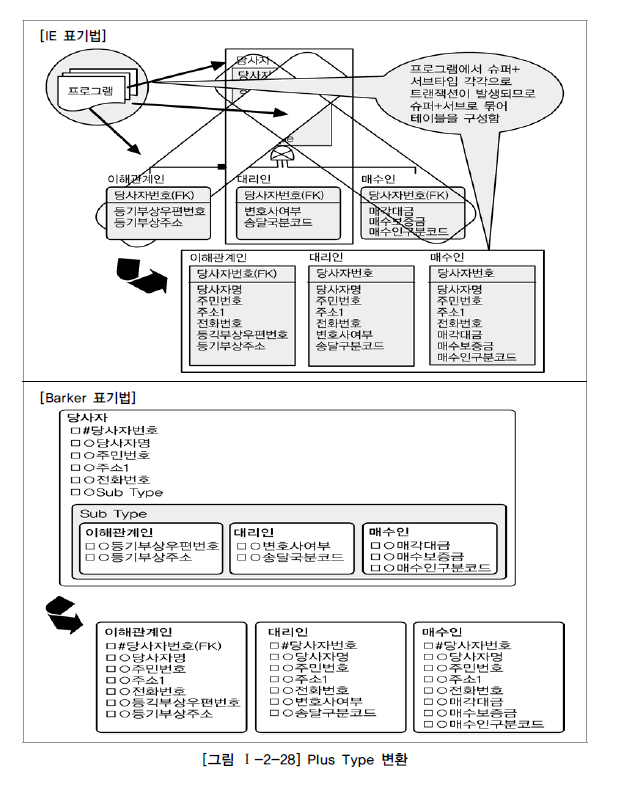 [IE 표기법]
프로그램
당사자
당사자
프로그램에서 슈퍼+
서브타입 각각으로
트랜잭션이 발생되므로
슈퍼+서브로 묶어
테이블을 구성함
이해관계인
당사자번호(FK)
등기부상우편번호
등기부상주소
대리인
당사자번호(FK)
변호사여부
송달국분코드
매수인
당사자번호(FK)
매각대금
매수보증금
매수인구분코드
이해관계인
당사자번호(FK)
당사자명
주민번호
주소1
전화번호
등긱부상우편번호
등기부상주소
대리인
당사자번호
당사자명
주민번호
주소1
전화번호
변호사여부
송달구분코드
매수인
당사자번호
당사자명
주민번호
주소1
전화번호
매각대금
매수보증금
매수인구분코드
[Barker 표기법]
당사자
□#당사자번호
□○당사자명
□○주민번호
□○주소1
□○전화번호
□○Sub Type
Sub Type
이해관계인
□ ○등기부상우편번호
□ ○등기부상주소
대리인
□ ○변호사여부
□ ○송달국분코드
매수인
□ ○매각대금
□ ○매수보증금
□ ○매수인구분코드
이해관계인
□#당사자번호(FK)
□○당사자명
□○주민번호
□○주소1
□○전화번호
□○등긱부상우편번호
□○등기부상주소
대리인
□#당사자번호
□○당사자명
□○주민번호
□○주소1
□○전화번호
□○변호사여부
□○송달구분코드
매수인
□#당사자번호
□○당사자명
□○주민번호
□○주소1
□○전화번호
□○매각대금
□○매수보증금
□○매수인구분코드
[그림 Ⅰ-2-28] Plus Type 변환